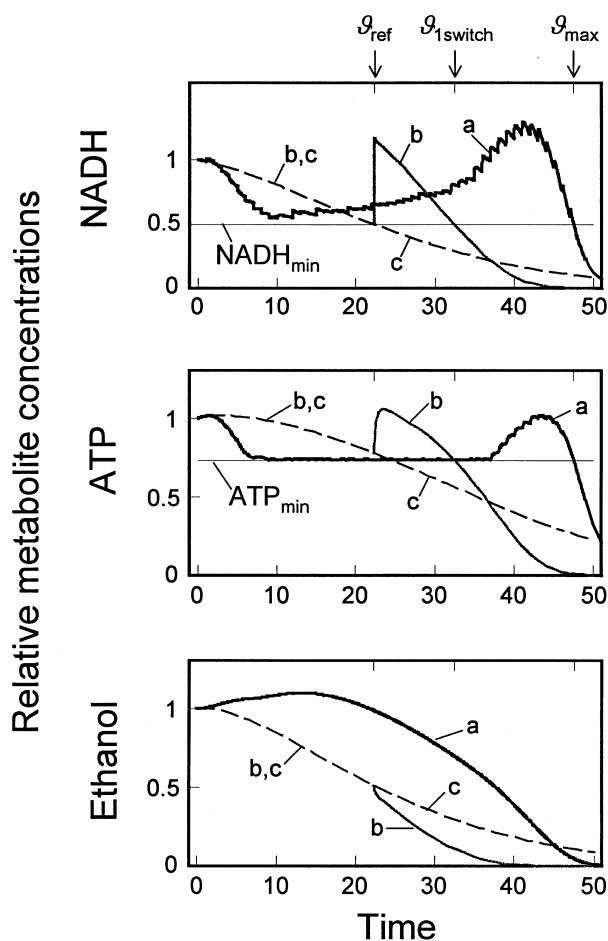 ϑref ϑ1switch ϑmax
Relative metabolite concentrations
NADH
1
0.5
0
b,c
b
a
c
NADHmin
0 10 20 30 40 50
ATP
1
0.5
0
b,c
b
a
c
ATPmin
0 10 20 30 40 50
Ethanol
1
0.5
0
a
b,c
c
b
0 10 20 30 40 50
Time